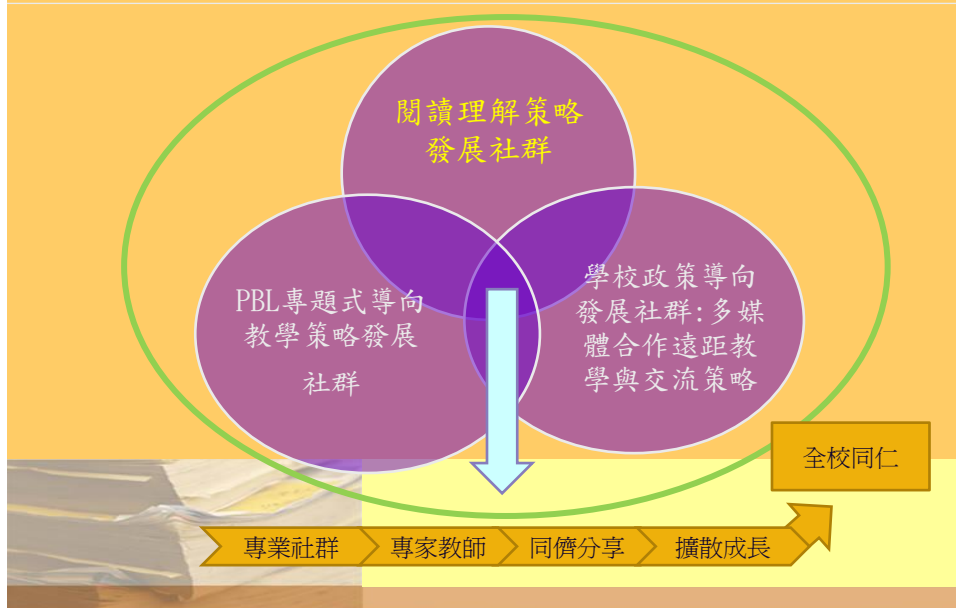 閱讀理解策略
發展社群
PBL專題式導向
教學策略發展
社群
學校政策導向
發展社群:多媒
體合作遠距教
學與交流策略
全校同仁
專業社群
專家教師
同儕分享
擴散成長